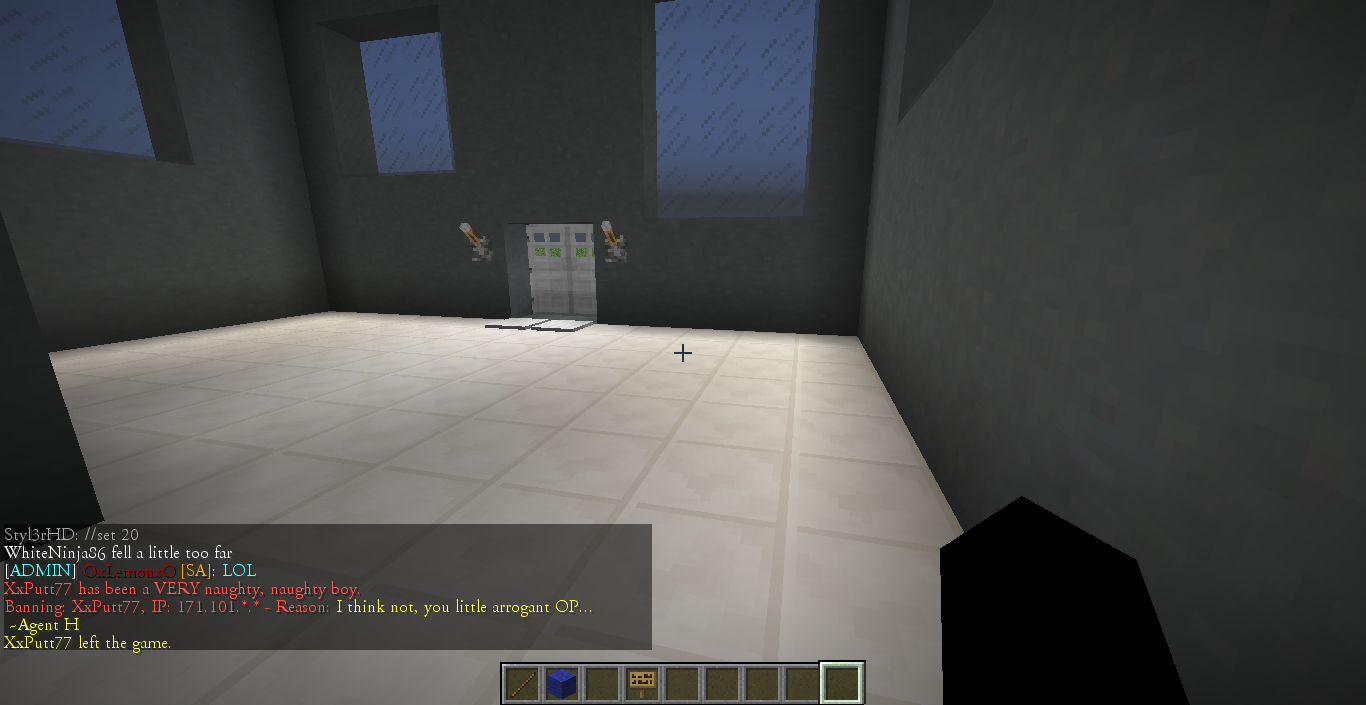 Styl3rHD: //set 20
WhiteNinja86 fell a little too far
[ADMIN] OxLemonxO [SA]: LOL
XxPutt77 has been a VERY naughty, naughty boy.
Banning: XxPutt77, IP: 171.101.*.* - Reason: I think not, you little arrogant OP...
~Agent H
XxPutt77 left the game.